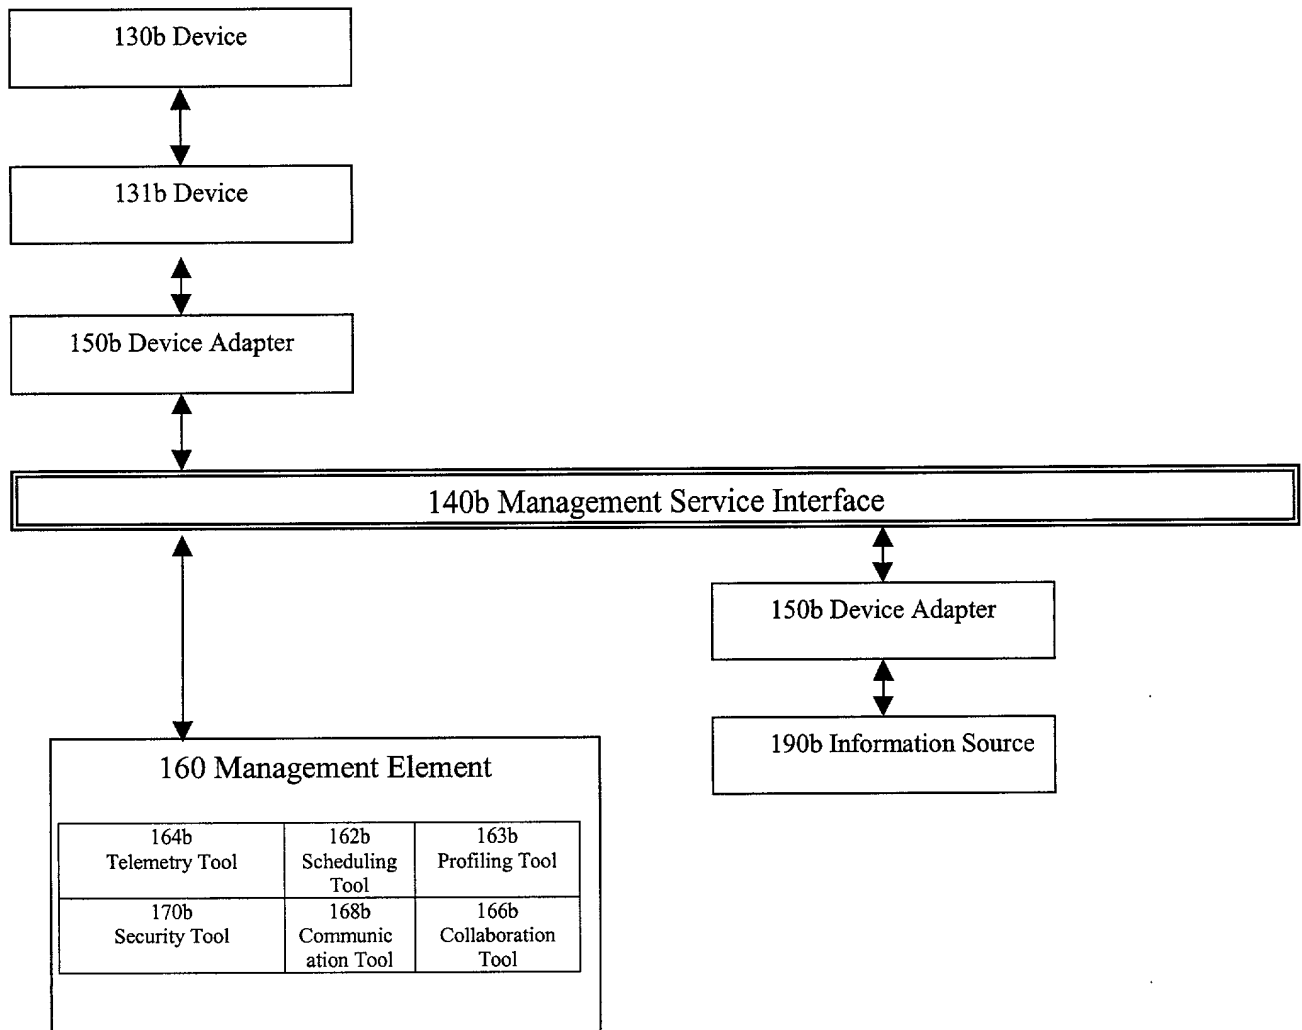 130b Device
131b Device
150b Device Adapter
140b Management Service Interface
150b Device Adapter
190b Information Source
160 Management Element
164b
Telemetry Tool
162b
Scheduling
Tool
163b
Profiling Tool
170b
Security Tool
168b
Communic
ation Tool
166b
Collaboration
Tool